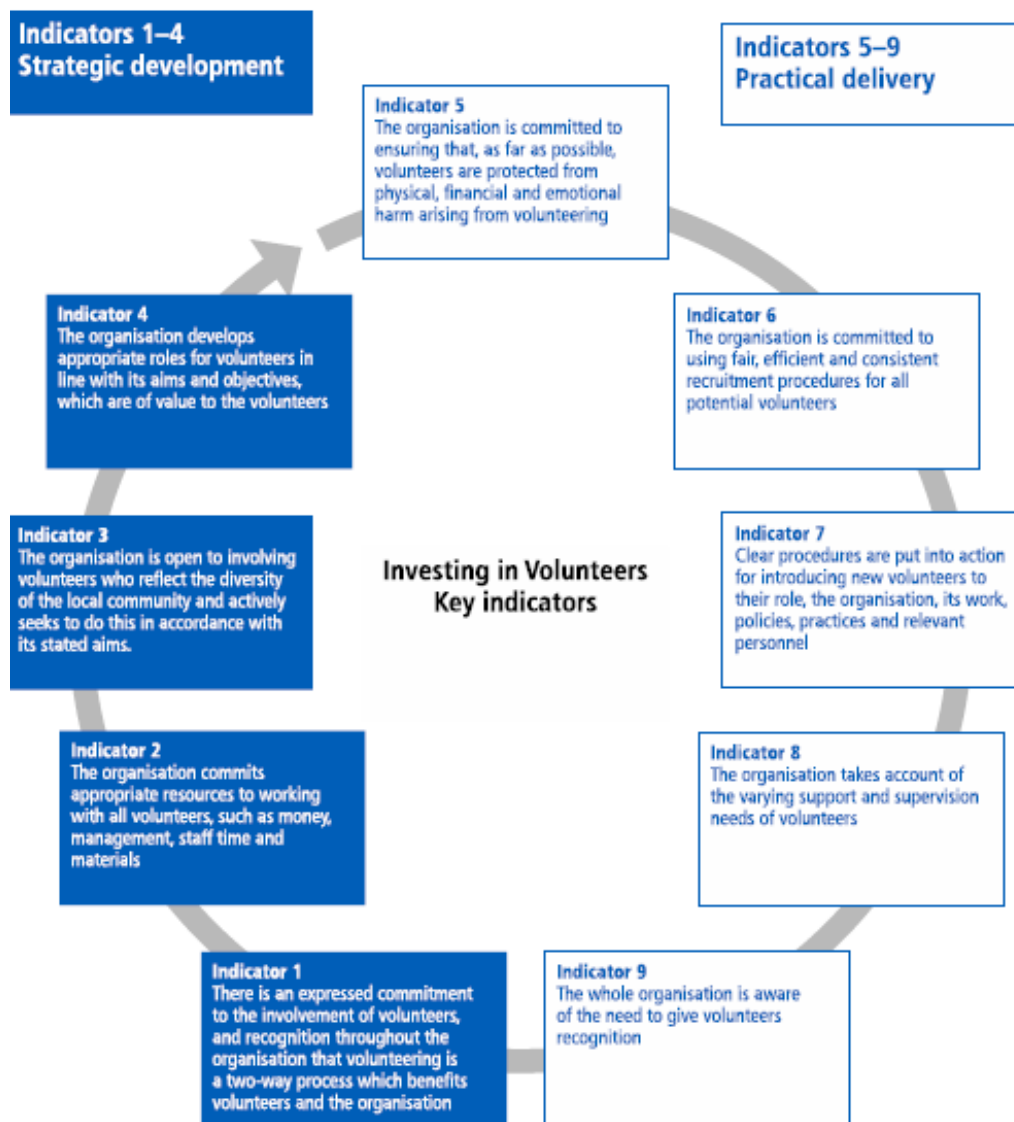 Indicators 1–4
Strategic development
Indicators 5–9
Practical delivery
Indicator 5
The organisation is committed to
ensuring that, as far as possible,
volunteers are protected from
physical, financial and emotional
harm arising from volunteering
Indicator 4
The organisation develops
appropriate roles for volunteers in
line with its aims and objectives,
which are of value to the volunteers
Indicator 6
The organisation is committed to
using fair, efficient and consistent
recruitment procedures for all
potential volunteers
Indicator 3
The organisation is open to involving
volunteers who reflect the diversity
of the local community and actively
seeks to do this in accordance with
its stated aims.
Investing in Volunteers
Key indicators
Indicator 7
Clear procedures are put into action
for introducing new volunteers to
their role, the organisation, its work,
policies, practices and relevant
personnel
Indicator 2
The organisation commits
appropriate resources to working
with all volunteers, such as money,
management, staff time and
materials
Indicator 8
The organisation takes account of
the varying support and supervision
needs of volunteers
Indicator 1
There is an expressed commitment
to the involvement of volunteers,
and recognition throughout the
organisation that volunteering is
a two-way process which benefits
volunteers and the organisation
Indicator 9
The whole organisation is aware
of the need to give volunteers
recognition